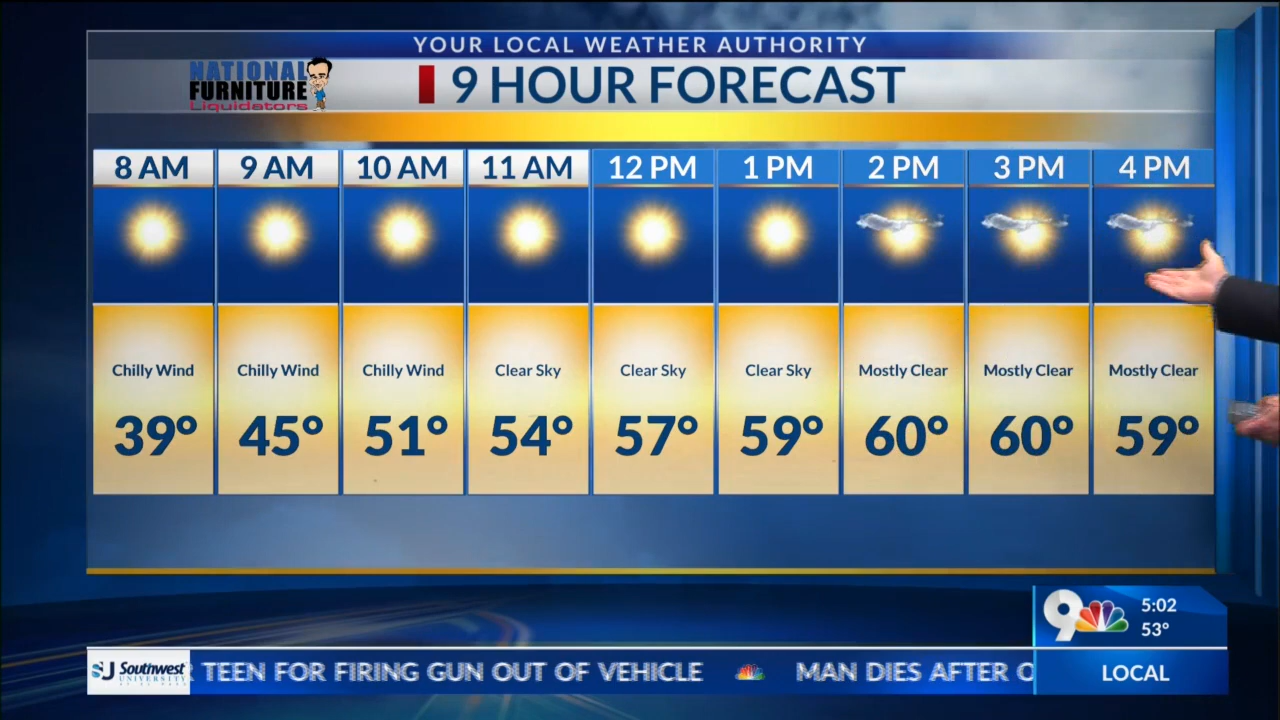 YOUR LOCAL WEATHER AUTHORITY
NATIONAL
FURNITURE
Liquidators
9 HOUR FORECAST
8 AM 9 AM 10 AM 11 AM 12 PM 1 PM 2 PM 3 PM 4 PM
Chilly Wind Chilly Wind Chilly Wind Clear Sky Clear Sky Clear Sky Mostly Clear Mostly Clear Mostly Clear
39° 45° 51° 54° 57° 59° 60° 60° 59°
9 5:02
53°
SU Southwest
UNIVERSITY
TEEN FOR FIRING GUN OUT OF VEHICLE MAN DIES AFTER
LOCAL